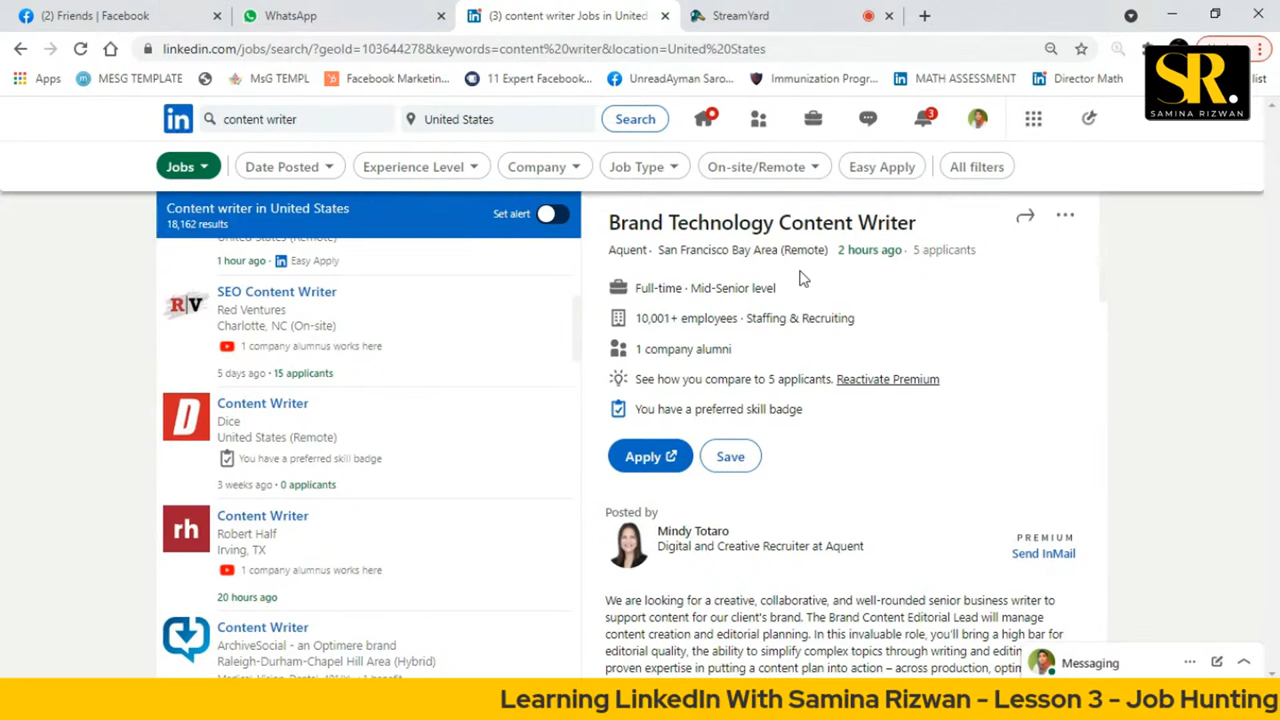 (2) Friends | Facebook
WhatsApp
(3) content writer Jobs in United
StreamYard
linkedin.com/jobs/search/?geoId=103644278&keywords=content%20writer&location=United%20States
Apps
MESG TEMPLATE
MsG TEMPL
Facebook Marketin...
11 Expert Facebook...
UnreadAyman Saro...
Immunization Progr...
MATH ASSESSMENT
Director Math
list
SR.
SAMINA RIZWAN
in
content writer
United States
Search
3
Jobs
Date Posted
Experience Level
Company
Job Type
On-site/Remote
Easy Apply
All filters
Content writer in United States
18,162 results
Set alert
United States (Remote)
1 hour ago · Easy Apply
RV
SEO Content Writer
Red Ventures
Charlotte, NC (On-site)
1 company alumnus works here
5 days ago · 15 applicants
D
Content Writer
Dice
United States (Remote)
You have a preferred skill badge
3 weeks ago · 0 applicants
rh
Content Writer
Robert Half
Irving, TX
1 company alumnus works here
20 hours ago
Content Writer
ArchiveSocial - an Optimere brand
Raleigh-Durham-Chapel Hill Area (Hybrid)
Brand Technology Content Writer
Aquent · San Francisco Bay Area (Remote) 2 hours ago · 5 applicants
Full-time · Mid-Senior level
10,001+ employees · Staffing & Recruiting
1 company alumni
See how you compare to 5 applicants. Reactivate Premium
You have a preferred skill badge
Apply
Save
Posted by
Mindy Totaro
Digital and Creative Recruiter at Aquent
PREMIUM
Send InMail
We are looking for a creative, collaborative, and well-rounded senior business writer to
support content for our client's brand. The Brand Content Editorial Lead will manage
content creation and editorial planning. In this invaluable role, you'll bring a high bar for
editorial quality, the ability to simplify complex topics through writing and editin
proven expertise in putting a content plan into action – across production, optim
Messaging
Learning LinkedIn With Samina Rizwan - Lesson 3 - Job Hunting